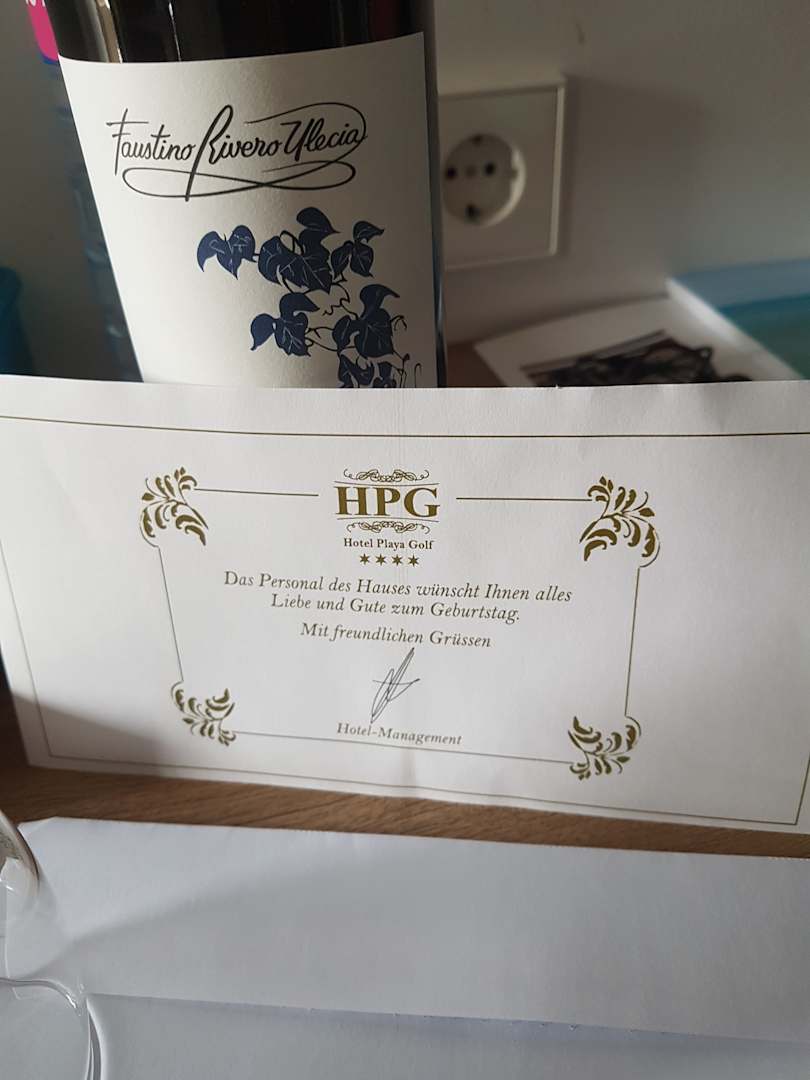 Faustino Rivero Ulecia
HPG
Hotel Playa Golf
Das Personal des Hauses wünscht Ihnen alles
Liebe und Gute zum Geburtstag.
Mit freundlichen Grüssen
Hotel-Management